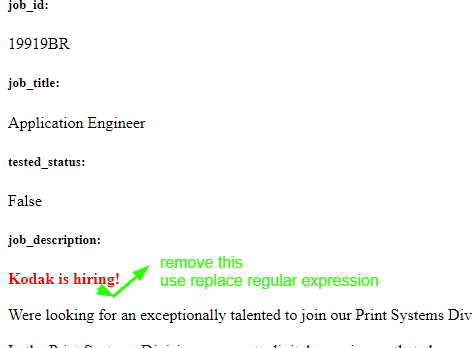 job_id:
19919BR
job_title:
Application Engineer
tested_status:
False
job_description:
Kodak is hiring!
remove this
use replace regular expression
Were looking for an exceptionally talented to join our Print Systems Div